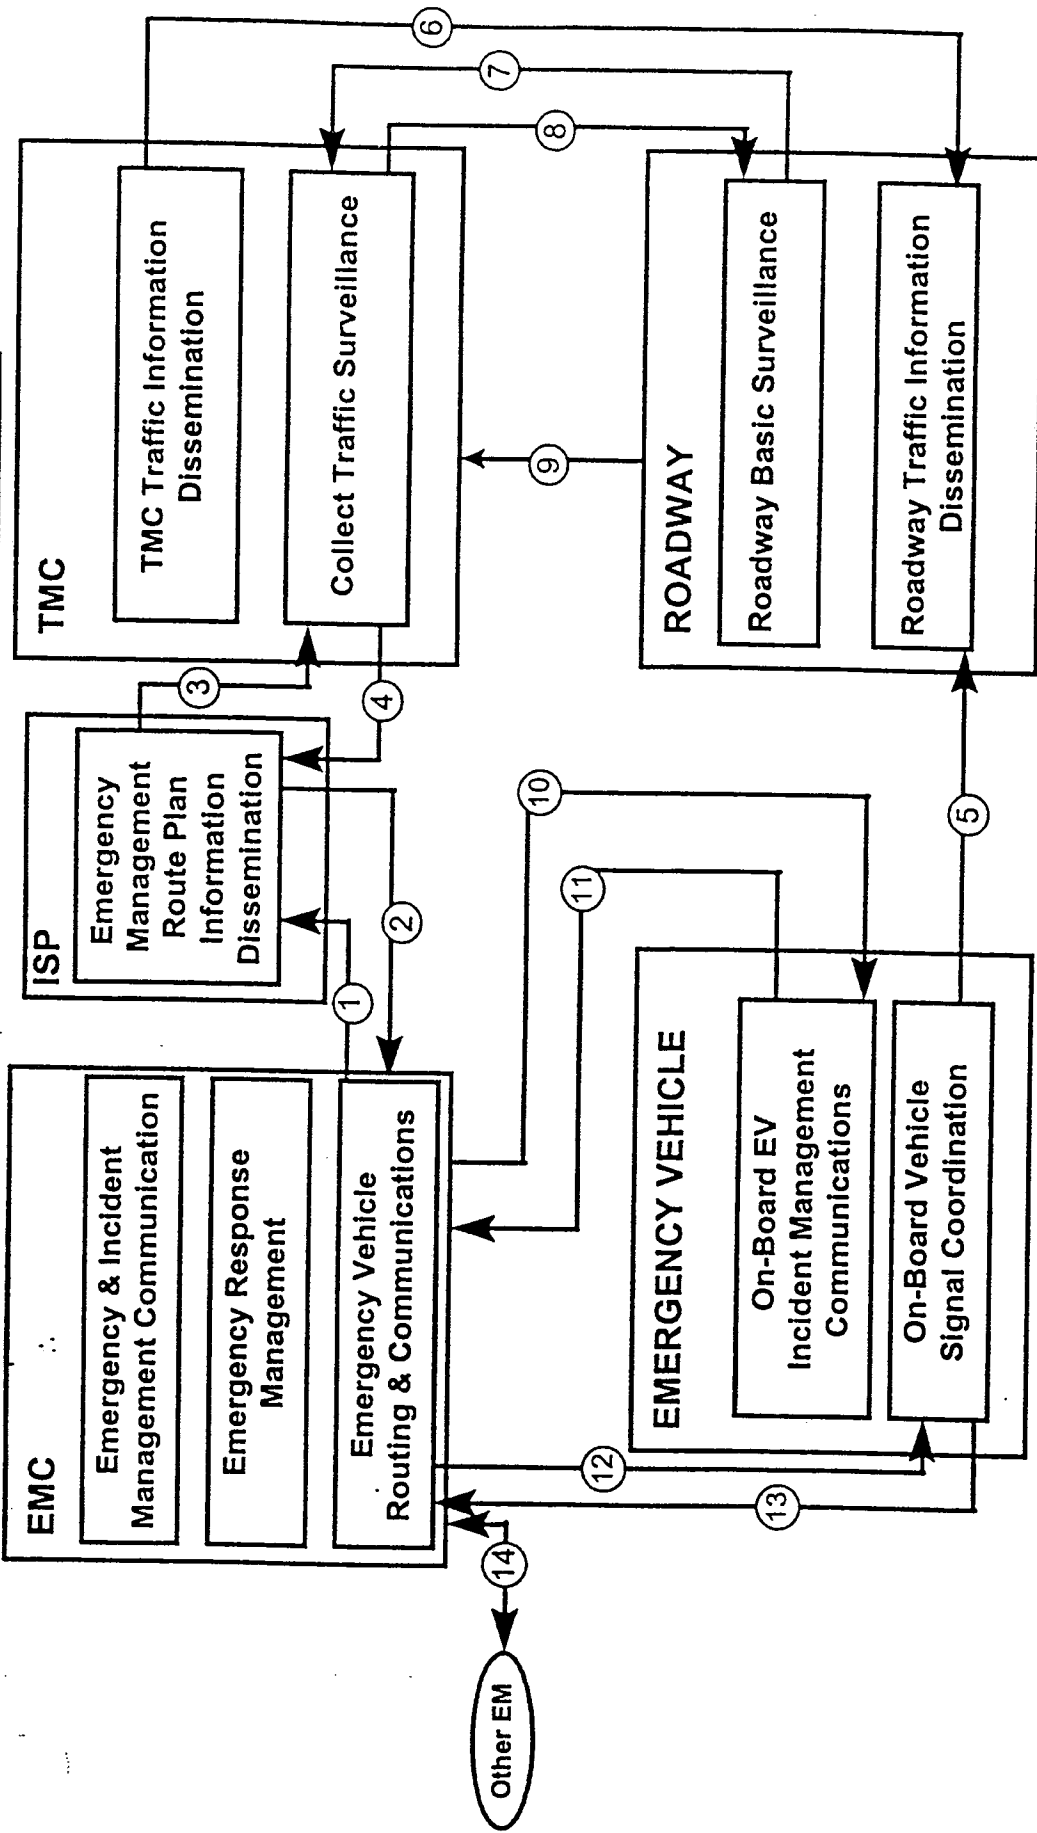 EMC
Emergency & Incident
Management Communication
Emergency Response
Management
Emergency Vehicle
Routing & Communications
ISP
Emergency
Management
Route Plan
Information
Dissemination
TMC
TMC Traffic Information
Dissemination
Collect Traffic Surveillance
1
2
3
4
6
7
8
9
14
Other EM
12
13
11
10
EMERGENCY VEHICLE
On-Board EV
Incident Management
Communications
On-Board Vehicle
Signal Coordination
5
ROADWAY
Roadway Basic Surveillance
Roadway Traffic Information
Dissemination